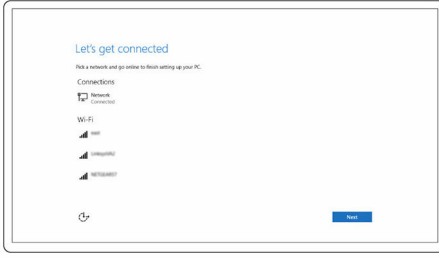 Let's get connected
Pick a network and go online to finish setting up your PC.
Connections
Network
Connected
Wi-Fi
Next